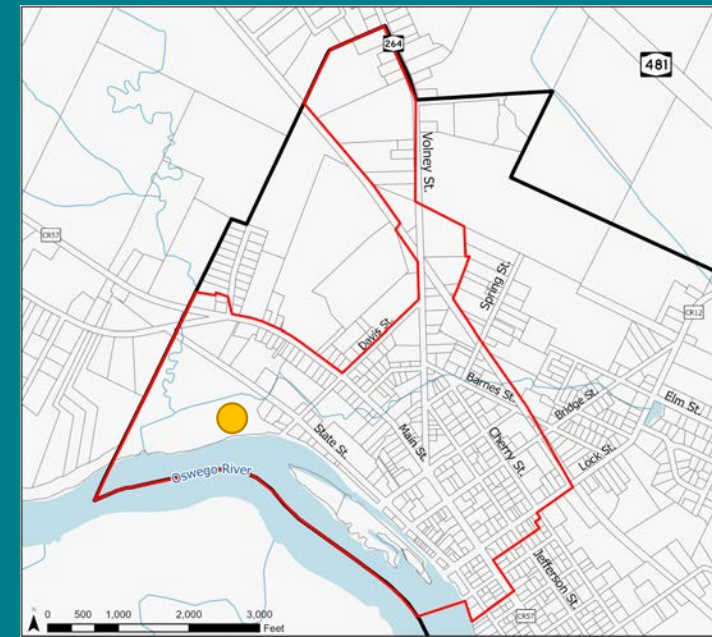 264
481
Volney St.
CR57
Spring St.
CR12
Davis St.
Barnes St.
Bridge St.
Elm St.
State St.
Main St.
Cherry St.
Lock St.
Oswego River
Jefferson St.
CR57
N
0 500 1,000 2,000 3,000
Feet